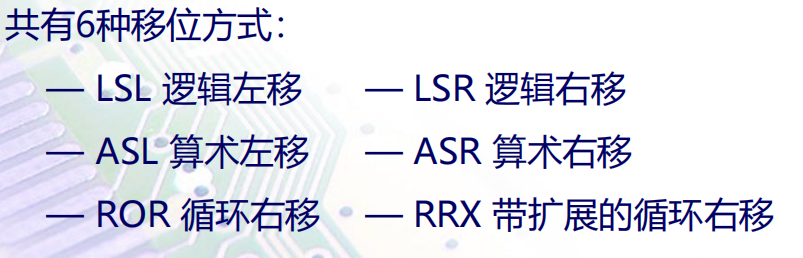 共有6种移位方式：
— LSL 逻辑左移 — LSR 逻辑右移
— ASL 算术左移 — ASR 算术右移
— ROR 循环右移 — RRX 带扩展的循环右移